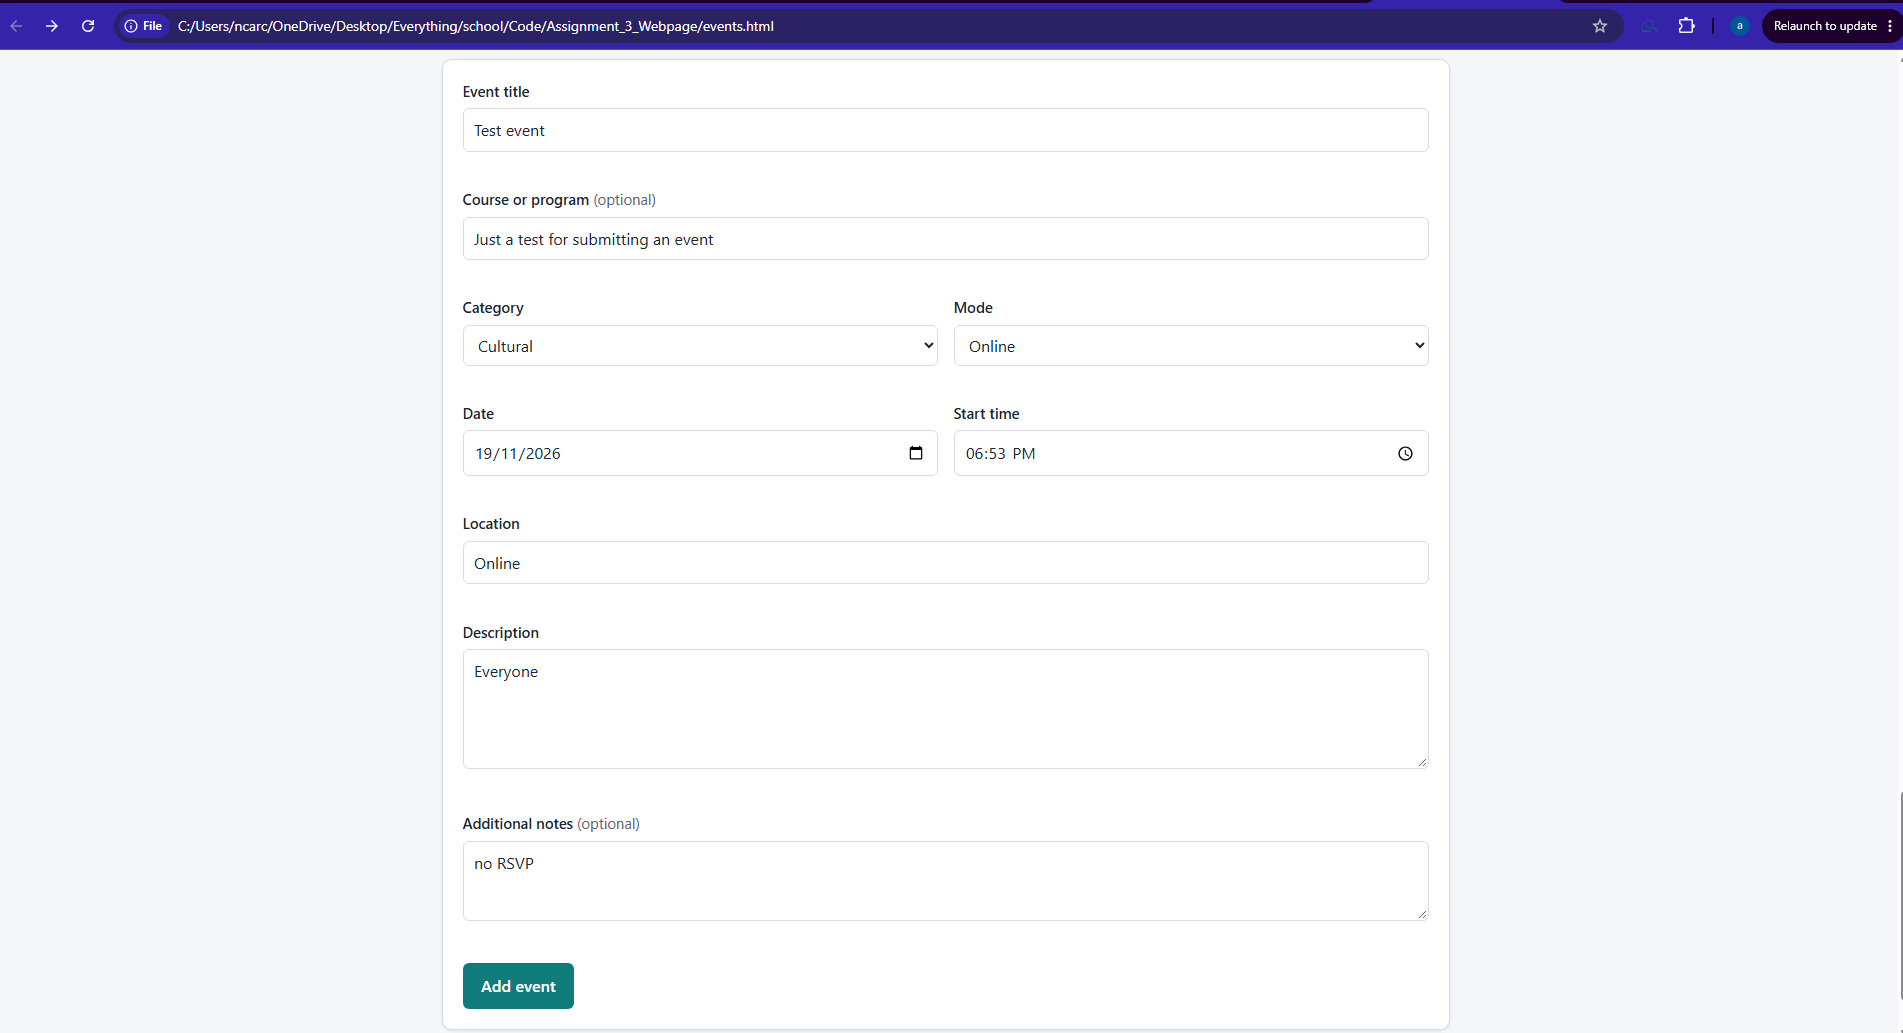 File C:/Users/ncarc/OneDrive/Desktop/Everything/school/Code/Assignment_3_Webpage/events.html a Relaunch to update
Event title
Test event
Course or program (optional)
Just a test for submitting an event
Category Mode
Cultural Online
Date Start time
19/11/2026 06:53 PM
Location
Online
Description
Everyone
Additional notes (optional)
no RSVP
Add event